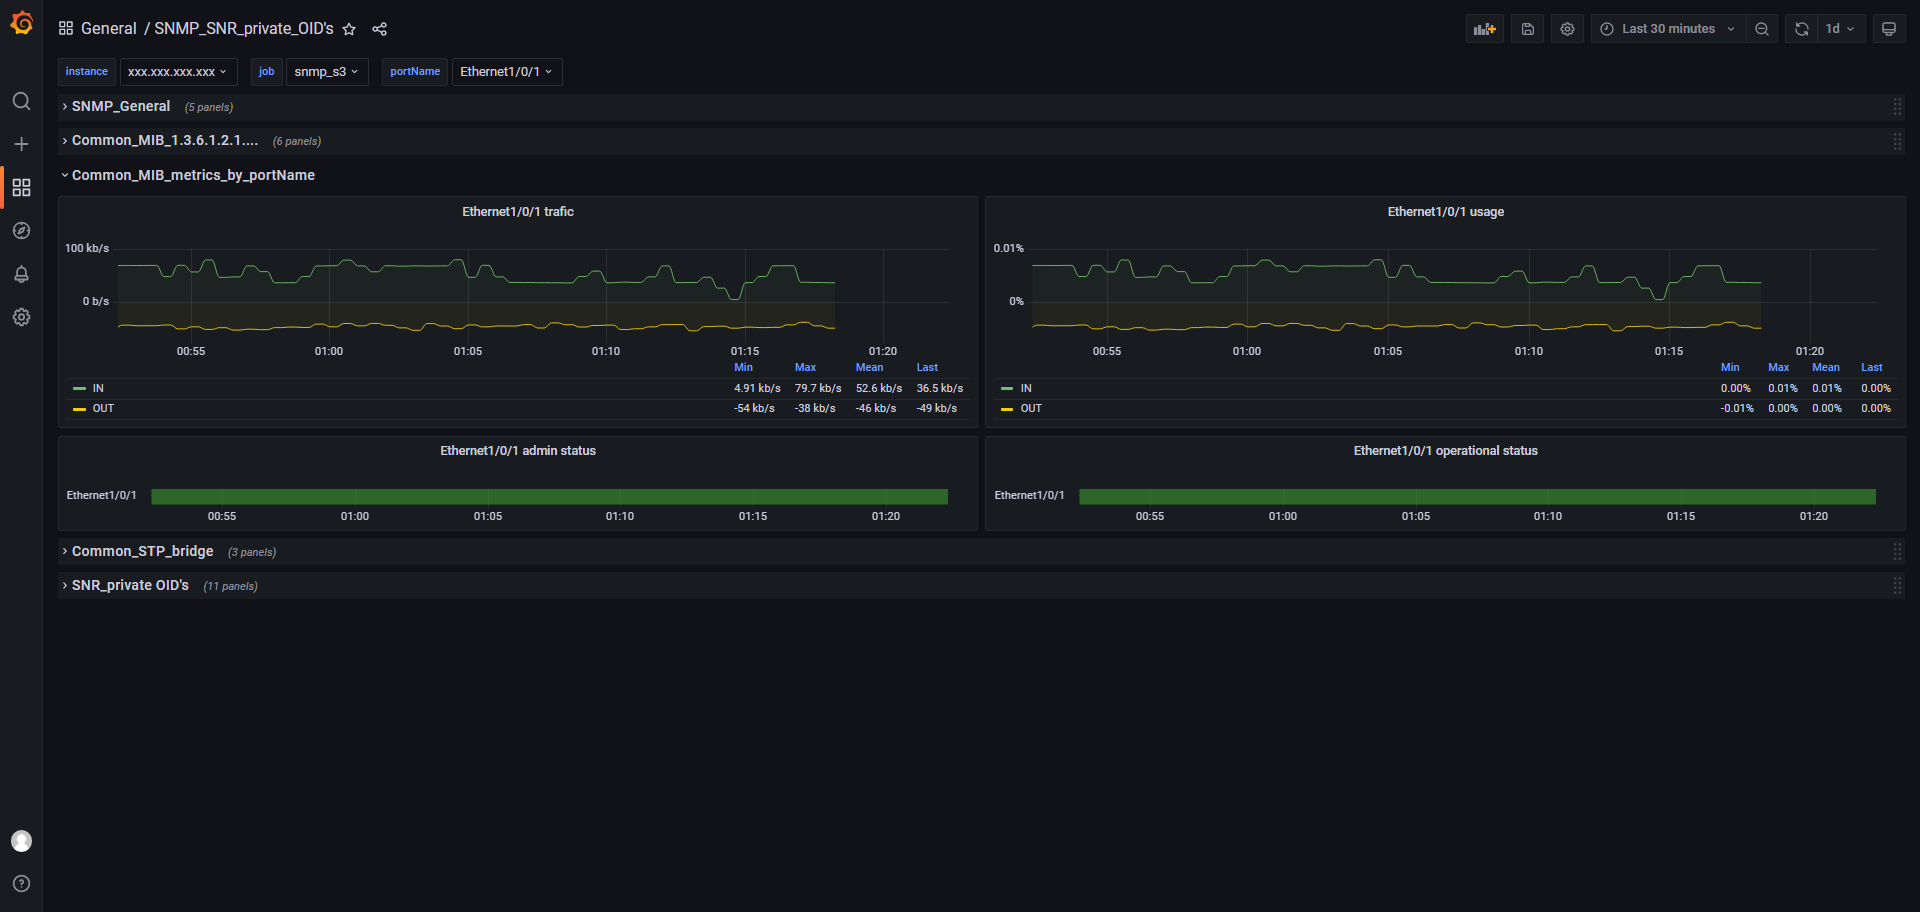 General / SNMP_SNR_private_OID's
Last 30 minutes
1d
instance xxx.xxx.xxx.xxx job snmp_s3 portName Ethernet1/0/1
SNMP_General (5 panels)
Common_MIB_1.3.6.1.2.1.... (6 panels)
Common_MIB_metrics_by_portName
Ethernet1/0/1 trafic
100 kb/s
0 b/s
00:55 01:00 01:05 01:10 01:15 01:20
Min Max Mean Last
IN 4.91 kb/s 79.7 kb/s 52.6 kb/s 36.5 kb/s
OUT -54 kb/s -38 kb/s -46 kb/s -49 kb/s
Ethernet1/0/1 usage
0.01%
0%
00:55 01:00 01:05 01:10 01:15 01:20
Min Max Mean Last
IN 0.00% 0.01% 0.01% 0.00%
OUT -0.01% 0.00% 0.00% 0.00%
Ethernet1/0/1 admin status
Ethernet1/0/1
00:55 01:00 01:05 01:10 01:15 01:20
Ethernet1/0/1 operational status
Ethernet1/0/1
00:55 01:00 01:05 01:10 01:15 01:20
Common_STP_bridge (3 panels)
SNR_private OID's (11 panels)